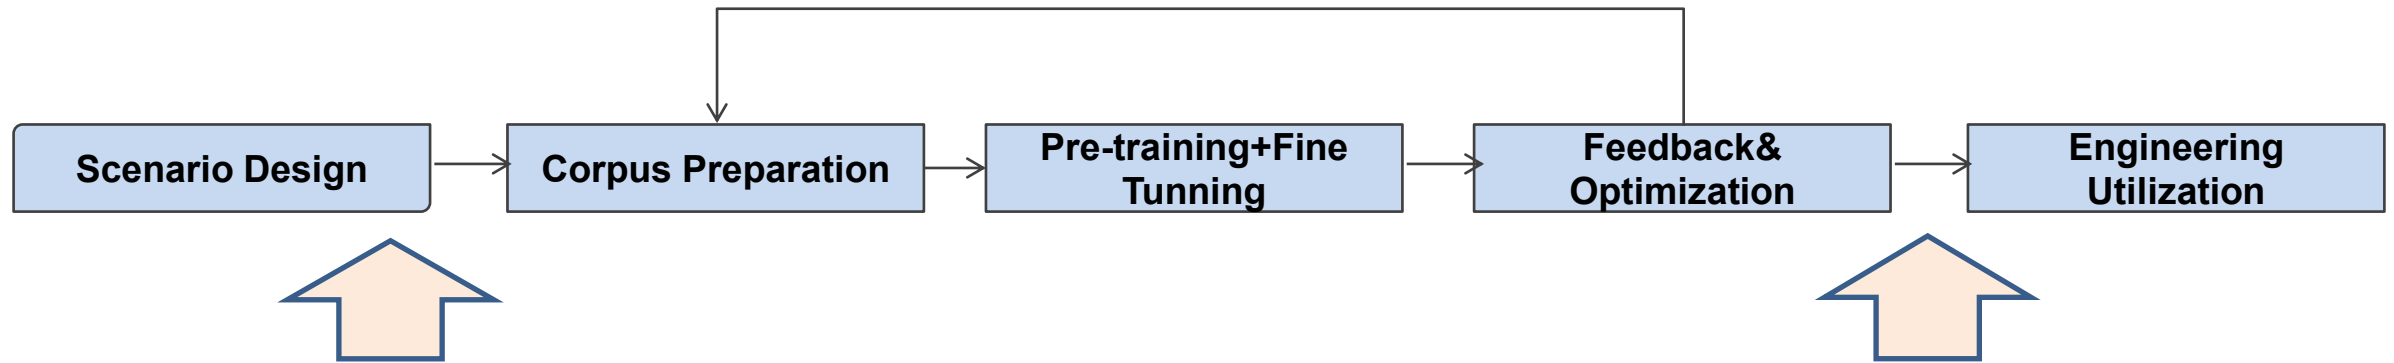 Scenario Design
Corpus Preparation
Pre-training+Fine
Tunning
Feedback&
Optimization
Engineering
Utilization